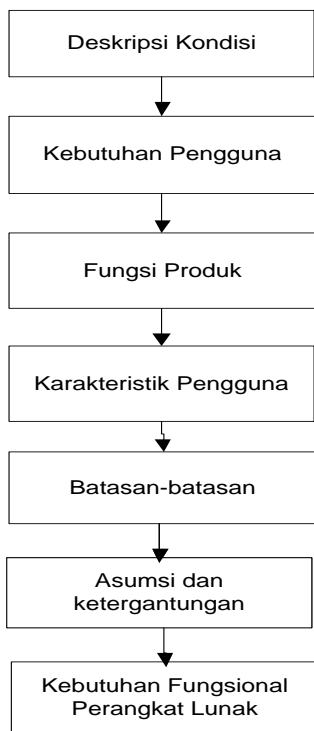 Deskripsi Kondisi
Kebutuhan Pengguna
Fungsi Produk
Karakteristik Pengguna
Batasan-batasan
Asumsi dan
ketergantungan
Kebutuhan Fungsional
Perangkat Lunak